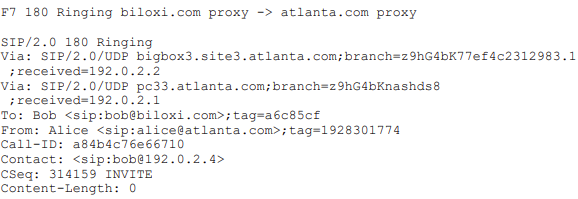 F7 180 Ringing biloxi.com proxy -> atlanta.com proxy

SIP/2.0 180 Ringing
Via: SIP/2.0/UDP bigbox3.site3.atlanta.com;branch=z9hG4bK77ef4c2312983.1
 ;received=192.0.2.2
Via: SIP/2.0/UDP pc33.atlanta.com;branch=z9hG4bKnashds8
 ;received=192.0.2.1
To: Bob <sip:bob@biloxi.com>;tag=a6c85cf
From: Alice <sip:alice@atlanta.com>;tag=1928301774
Call-ID: a84b4c76e66710
Contact: <sip:bob@192.0.2.4>
CSeq: 314159 INVITE
Content-Length: 0